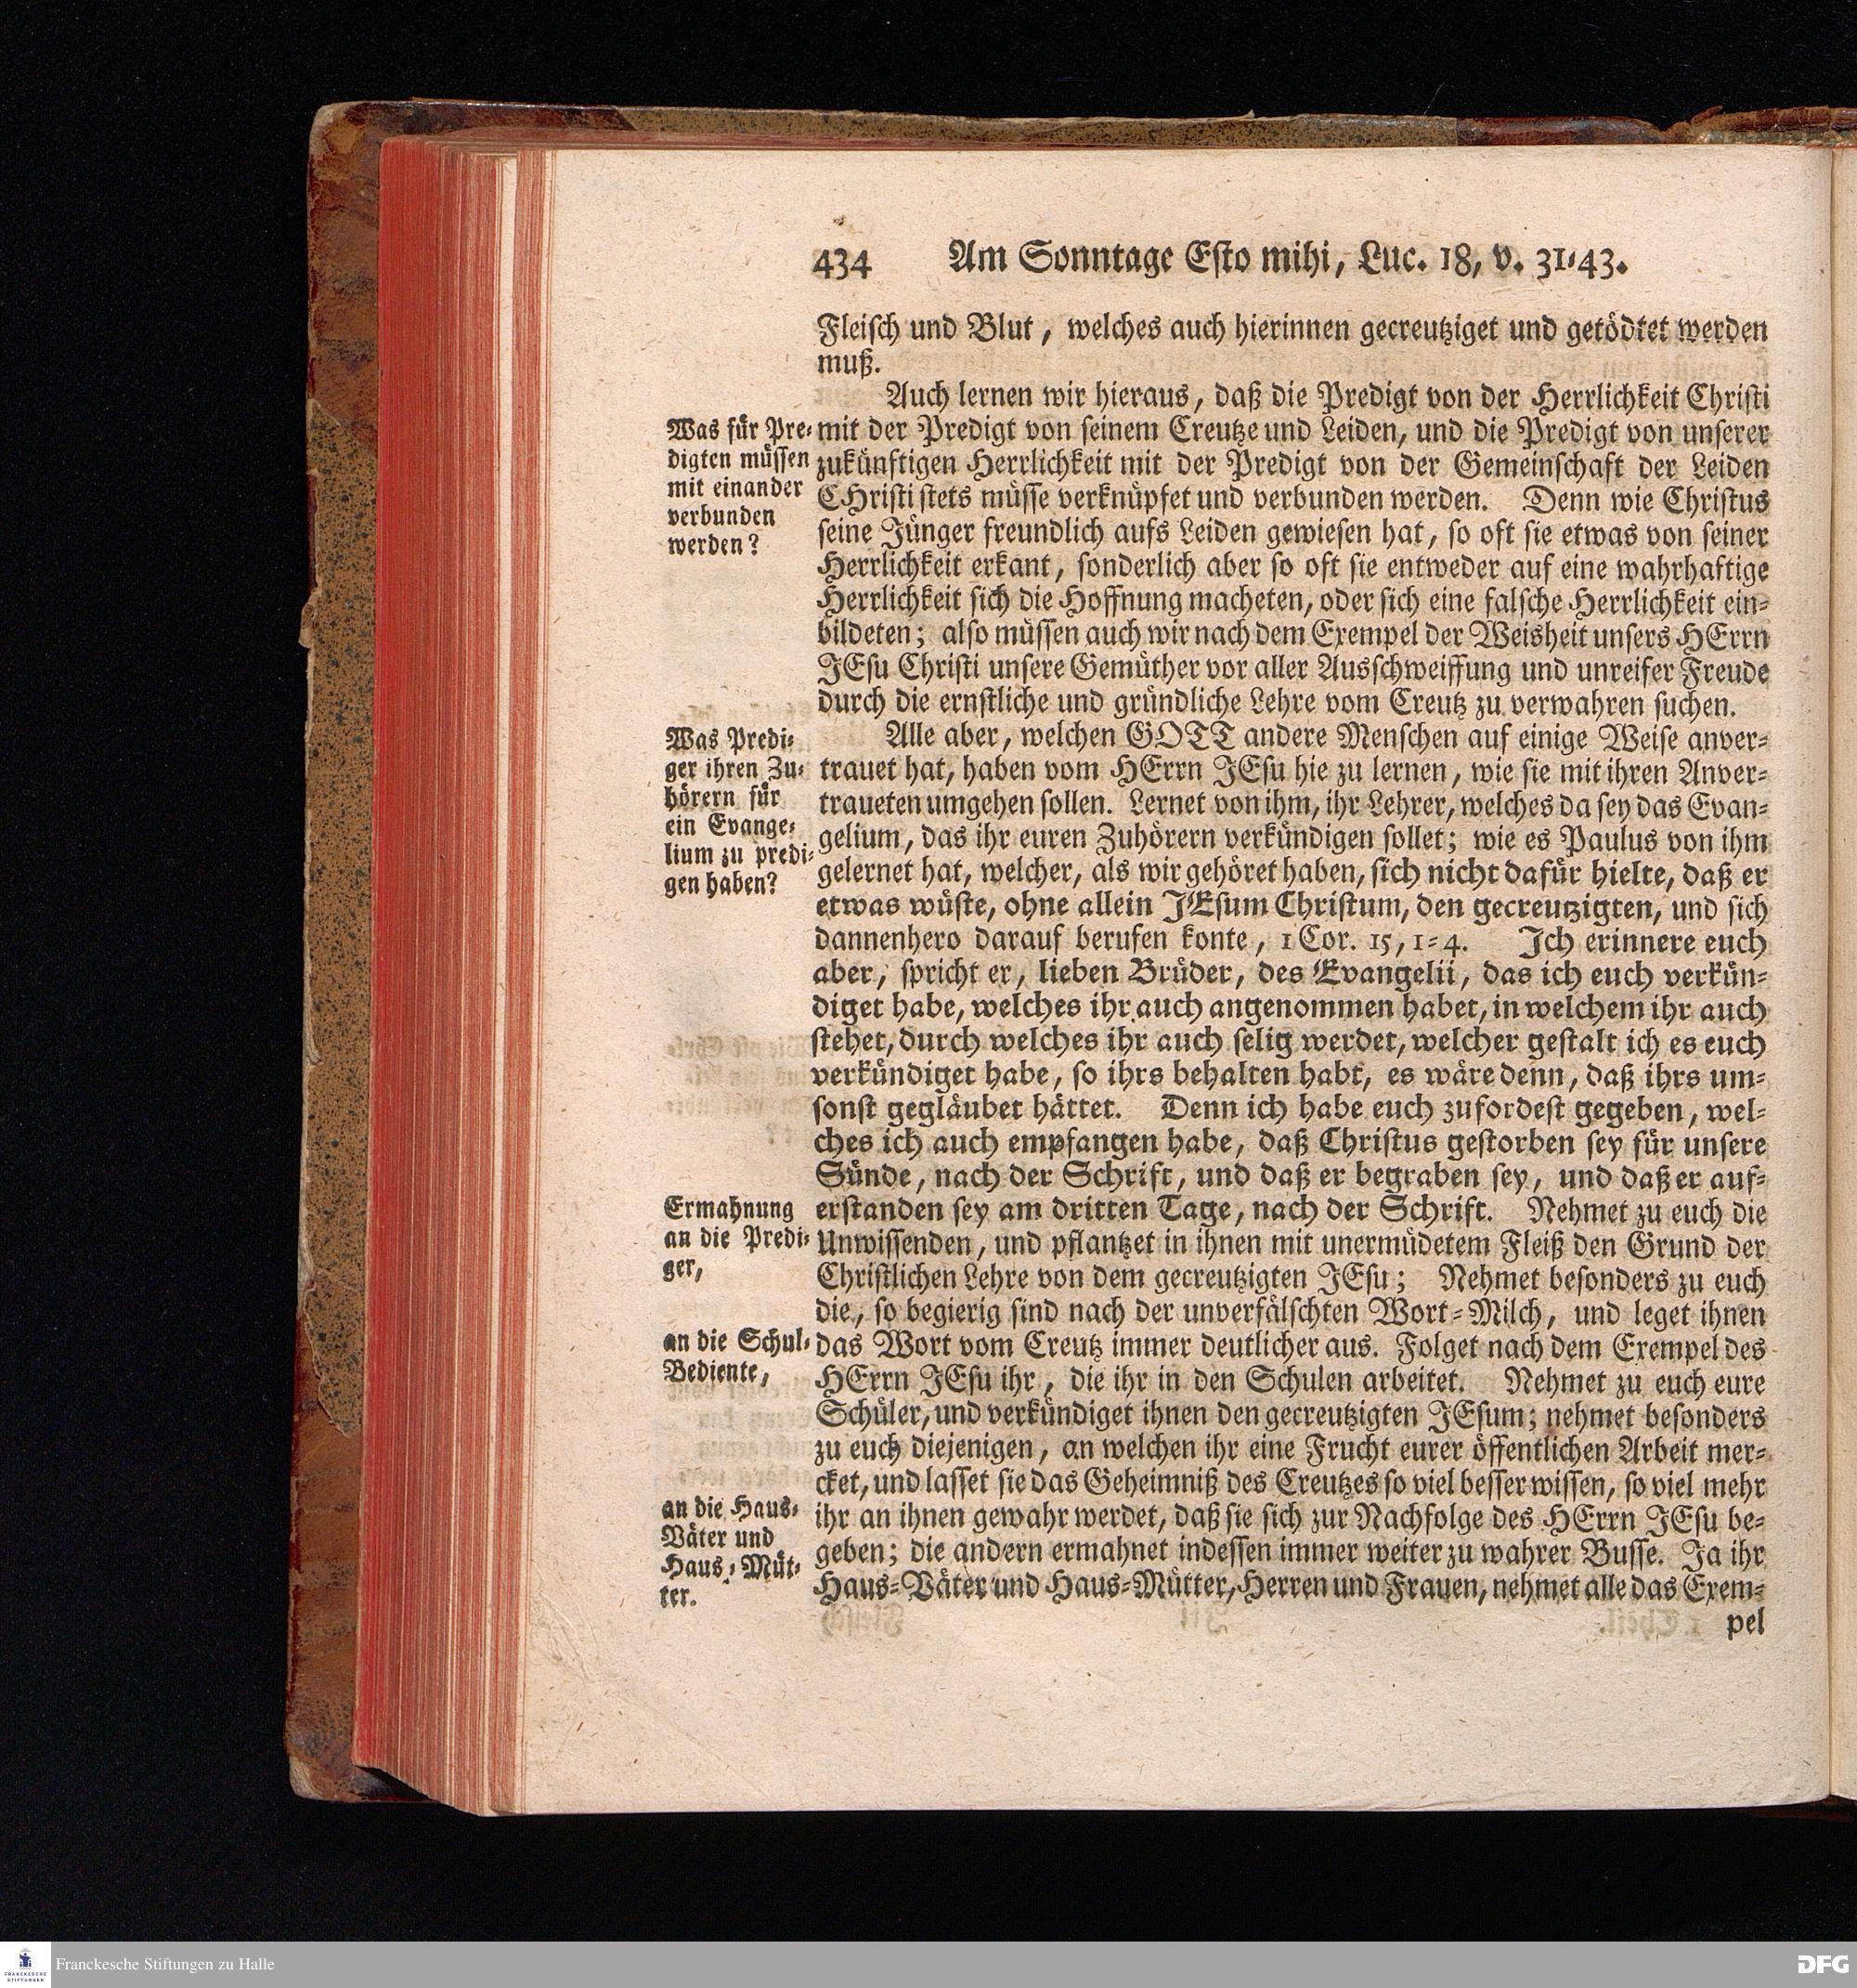 434 Am Sonntage Esto mihi, Luc. 18, v. 31-43.
Fleisch und Blut, welches auch hierinnen gecreutziget und getödtet werden
muß.
Auch lernen wir hieraus, daß die Predigt von der Herrlichkeit Christi
mit der Predigt von seinem Creutze und Leiden, und die Predigt von unserer
zukünftigen Herrlichkeit mit der Predigt von der Gemeinschaft der Leiden
CHristi stets müsse verknüpfet und verbunden werden. Denn wie Christus
seine Jünger freundlich aufs Leiden gewiesen hat, so oft sie etwas von seiner
Herrlichkeit erkant, sonderlich aber so oft sie entweder auf eine wahrhaftige
Herrlichkeit sich die Hoffnung macheten, oder sich eine falsche Herrlichkeit ein-
bildeten; also müssen auch wir nach dem Exempel der Weisheit unsers HErrn
JEsu Christi unsere Gemüther vor aller Ausschweiffung und unreifer Freude
durch die ernstliche und gründliche Lehre vom Creutz zu verwahren suchen.
Was für Pre-
digten müssen
mit einander
verbunden
werden?
Alle aber, welchen GOTT andere Menschen auf einige Weise anver-
trauet hat, haben vom HErrn JEsu hie zu lernen, wie sie mit ihren Anver-
traueten umgehen sollen. Lernet von ihm, ihr Lehrer, welches da sey das Evan-
gelium, das ihr euren Zuhörern verkündigen sollet; wie es Paulus von ihm
gelernet hat, welcher, als wir gehöret haben, sich nicht dafür hielte, daß er
etwas wüste, ohne allein JEsum Christum, den gecreutzigten, und sich
dannenhero darauf berufen konte, 1 Cor. 15, 1-4. Ich erinnere euch
aber, spricht er, lieben Brüder, des Evangelii, das ich euch verkün-
diget habe, welches ihr auch angenommen habet, in welchem ihr auch
stehet, durch welches ihr auch selig werdet, welcher gestalt ich es euch
verkündiget habe, so ihrs behalten habt, es wäre denn, daß ihrs um-
sonst gegläubet hättet. Denn ich habe euch zufordest gegeben, wel-
ches ich auch empfangen habe, daß Christus gestorben sey für unsere
Sünde, nach der Schrift, und daß er begraben sey, und daß er auf-
erstanden sey am dritten Tage, nach der Schrift. Nehmet zu euch die
Unwissenden, und pflantzet in ihnen mit unermüdetem Fleiß den Grund der
Christlichen Lehre von dem gecreutzigten JEsu; Nehmet besonders zu euch
die, so begierig sind nach der unverfälschten Wort-Milch, und leget ihnen
das Wort vom Creutz immer deutlicher aus. Folget nach dem Exempel des
HErrn JEsu ihr, die ihr in den Schulen arbeitet. Nehmet zu euch eure
Schüler, und verkündiget ihnen den gecreutzigten JEsum; nehmet besonders
zu euch diejenigen, an welchen ihr eine Frucht eurer öffentlichen Arbeit mer-
cket, und lasset sie das Geheimniß des Creutzes so viel besser wissen, so viel mehr
ihr an ihnen gewahr werdet, daß sie sich zur Nachfolge des HErrn JEsu be-
geben; die andern ermahnet indessen immer weiter zu wahrer Busse. Ja ihr
Haus-Väter und Haus-Mütter, Herren und Frauen, nehmet alle das Exem-
pel
Was Predi-
ger ihren Zu-
hörern für
ein Evange-
lium zu predi-
gen haben?
Ermahnung
an die Predi-
ger,
an die Schul-
Bediente,
an die Haus-
Väter und
Haus-Müt-
ter.
Franckesche Stiftungen zu Halle
FRANCKESCHE
STIFTUNGEN
DFG